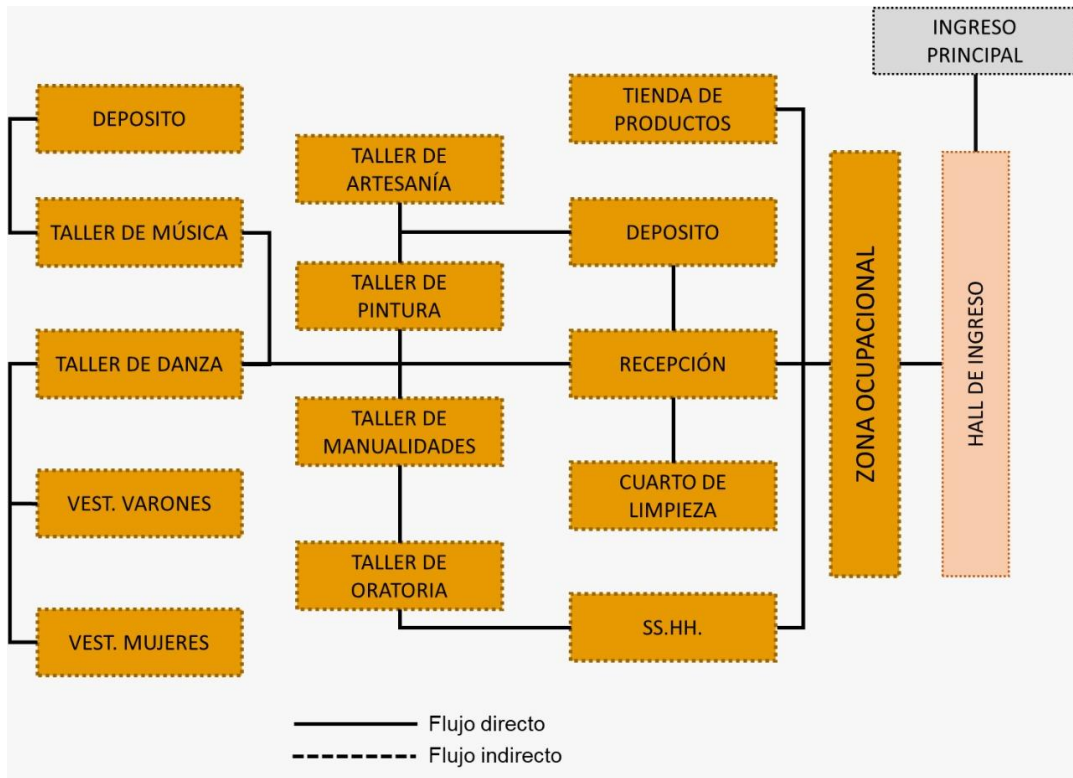 INGRESO
PRINCIPAL
DEPOSITO
TALLER DE MÚSICA
TALLER DE DANZA
VEST. VARONES
VEST. MUJERES
TALLER DE
ARTESANÍA
TALLER DE
PINTURA
TALLER DE
MANUALIDADES
TALLER DE
ORATORIA
TIENDA DE
PRODUCTOS
DEPOSITO
RECEPCIÓN
CUARTO DE
LIMPIEZA
SS.HH.
ZONA OCUPACIONAL
HALL DE INGRESO
Flujo directo
Flujo indirecto